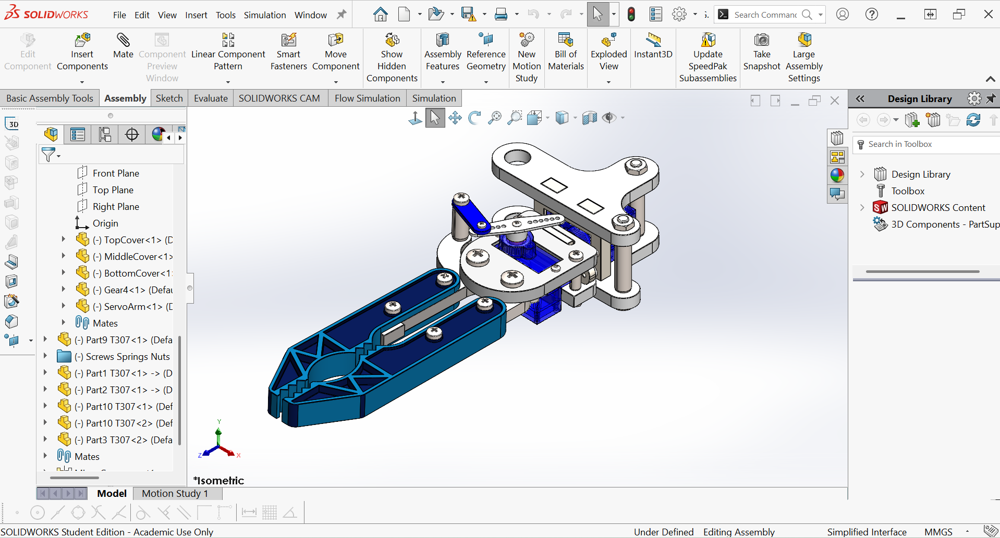 SOLIDWORKS
File Edit View Insert Tools Simulation Window
Search Command
Edit Component
Insert Components
Mate
Component Preview Window
Linear Component Pattern
Smart Fasteners
Move Component
Show Hidden Components
Assembly Features
Reference Geometry
New Motion Study
Bill of Materials
Exploded View
Instant3D
Update SpeedPak Subassemblies
Take Snapshot
Large Assembly Settings
Basic Assembly Tools Assembly Sketch Evaluate SOLIDWORKS CAM Flow Simulation Simulation
Design Library
3D
Search in Toolbox
Front Plane
Top Plane
Right Plane
Origin
(-) TopCover<1> (D
(-) MiddleCover<1>
(-) BottomCover<1
(-) Gear4<1> (Defau
(-) ServoArm<1> (D
Mates
(-) Part9 T307<1> (Defa
(-) Screws Springs Nuts
(-) Part1 T307<1> -> (D
(-) Part2 T307<1> -> (D
(-) Part10 T307<1> (Def
(-) Part10 T307<2> (Def
(-) Part3 T307<2> (Defa
Mates
Design Library
Toolbox
SW SOLIDWORKS Content
3D Components - PartSup
Y
Z
X
*Isometric
Model Motion Study 1
SOLIDWORKS Student Edition - Academic Use Only
Under Defined Editing Assembly Simplified Interface MMGS